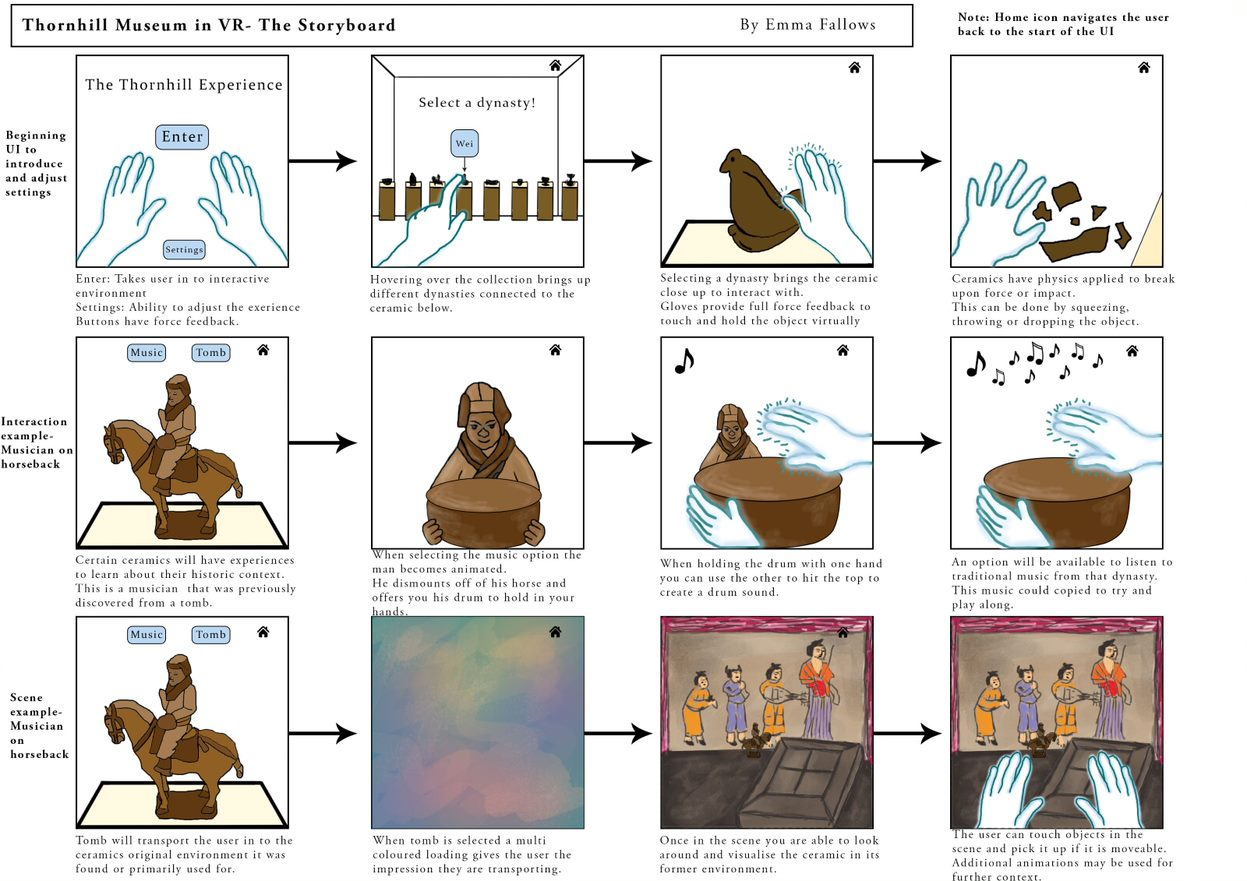 Thornhill Museum in VR- The Storyboard
By Emma Fallows
Note: Home icon navigates the user
back to the start of the UI
Beginning
UI to
introduce
and adjust
settings
The Thornhill Experience
Enter
Settings
Enter: Takes user in to interactive
environment
Settings: Ability to adjust the exerience
Buttons have force feedback.
Select a dynasty!
Wei
Hovering over the collection brings up
different dynasties connected to the
ceramic below.
Selecting a dynasty brings the ceramic
close up to interact with.
Gloves provide full force feedback to
touch and hold the object virtually
Ceramics have physics applied to break
upon force or impact.
This can be done by squeezing,
throwing or dropping the object.
Interaction
example-
Musician on
horseback
Music
Tomb
Certain ceramics will have experiences
to learn about their historic context.
This is a musician that was previously
discovered from a tomb.
When selecting the music option the
man becomes animated.
He dismounts off of his horse and
offers you his drum to hold in your
hands.
When holding the drum with one hand
you can use the other to hit the top to
create a drum sound.
An option will be available to listen to
traditional music from that dynasty.
This music could copied to try and
play along.
Scene
example-
Musician
on
horseback
Music
Tomb
Tomb will transport the user in to the
ceramics original environment it was
found or primarily used for.
When tomb is selected a multi
coloured loading gives the user the
impression they are transporting.
Once in the scene you are able to look
around and visualise the ceramic in its
former environment.
The user can touch objects in the
scene and pick it up if it is moveable.
Additional animations may be used for
further context.